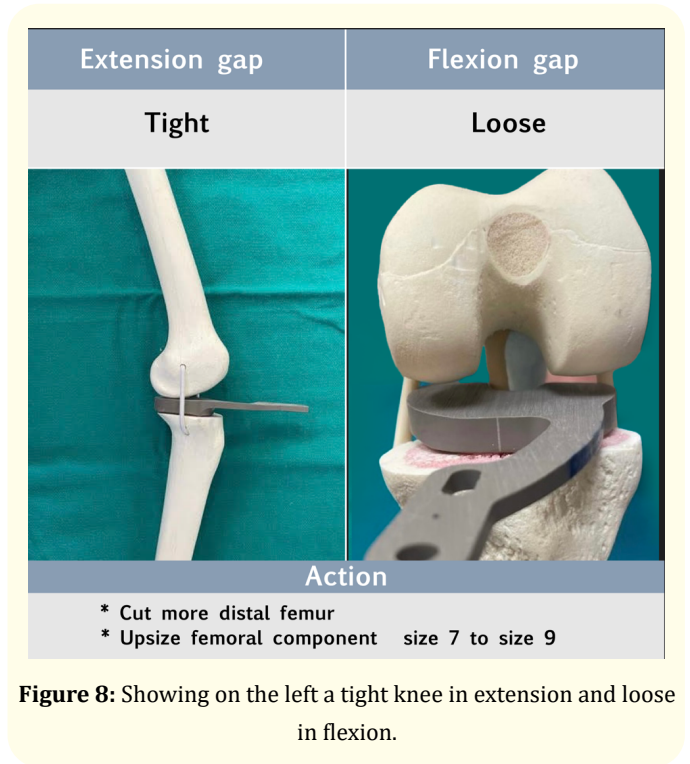 Extension gap
Flexion gap
Tight
Loose
Action
* Cut more distal femur
* Upsize femoral component size 7 to size 9
Figure 8: Showing on the left a tight knee in extension and loose
in flexion.